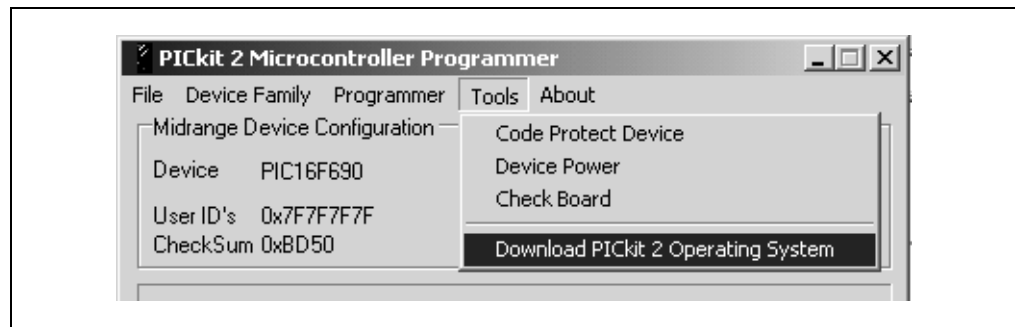 PICkit 2 Microcontroller Programmer
File Device Family Programmer Tools About
Midrange Device Configuration
Device PIC16F690
User ID's 0x7F7F7F7F
CheckSum 0xBD50
Code Protect Device
Device Power
Check Board
Download PICkit 2 Operating System